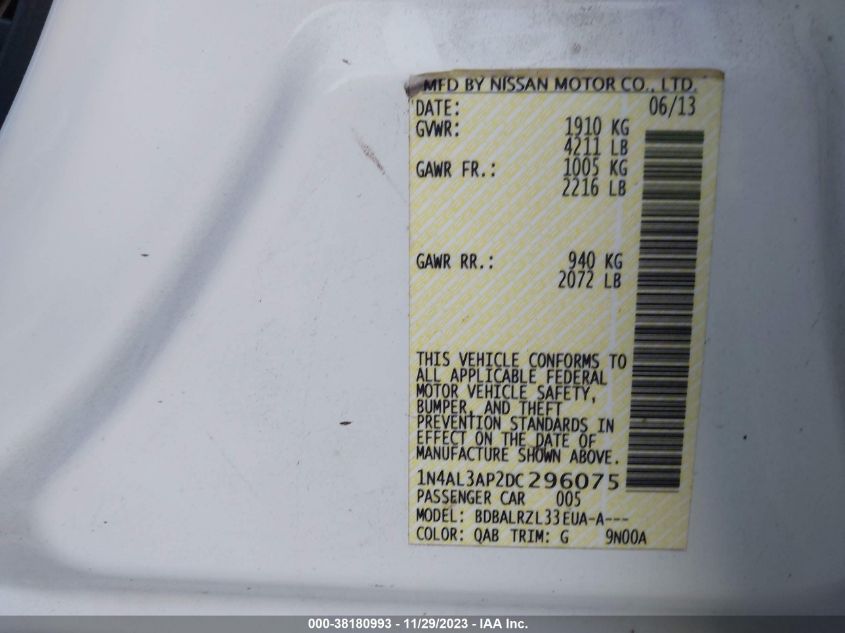 MFD BY NISSAN MOTOR CO., LTD.
DATE: 06/13
GVWR: 1910 KG
4211 LB
GAWR FR.: 1005 KG
2216 LB
GAWR RR.: 940 KG
2072 LB
THIS VEHICLE CONFORMS TO
ALL APPLICABLE FEDERAL
MOTOR VEHICLE SAFETY,
BUMPER, AND THEFT
PREVENTION STANDARDS IN
EFFECT ON THE DATE OF
MANUFACTURE SHOWN ABOVE.
1N4AL3AP2DC296075
PASSENGER CAR 005
MODEL: BDBALRZL33EUA-A---
COLOR: QAB TRIM: G 9N00A
000-38180993 - 11/29/2023 - IAA Inc.